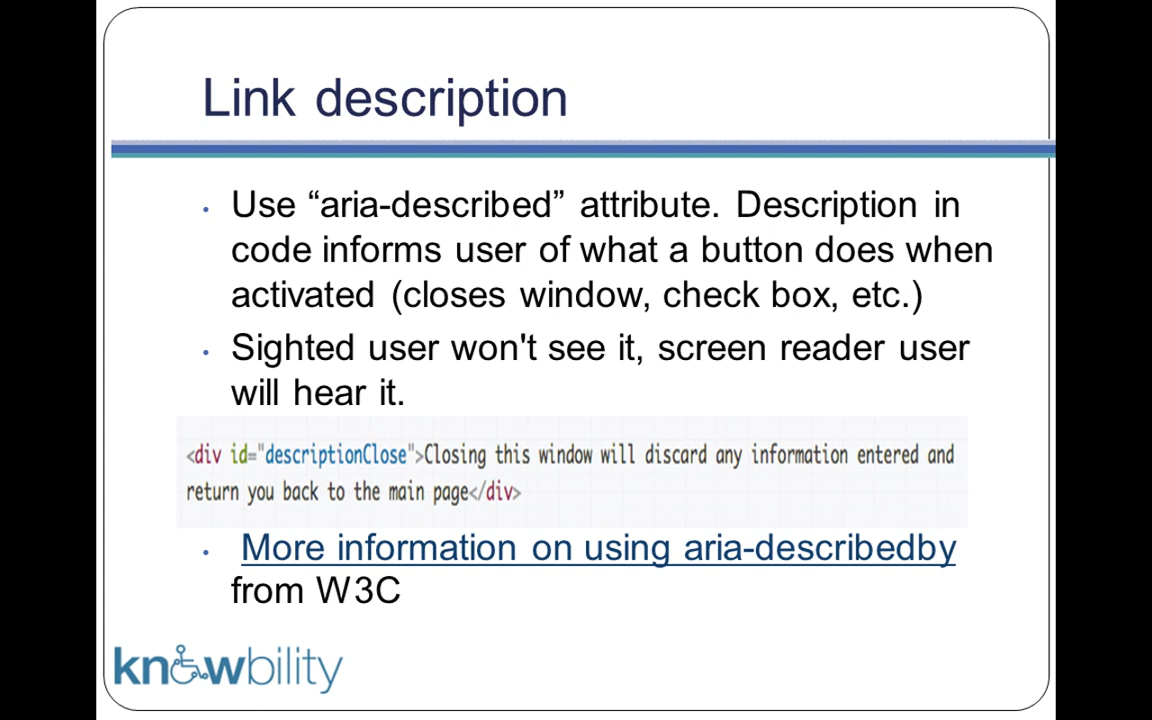 Link description
• Use “aria-described” attribute. Description in
code informs user of what a button does when
activated (closes window, check box, etc.)
• Sighted user won't see it, screen reader user
will hear it.
<div id="descriptionClose">Closing this window will discard any information entered and
return you back to the main page</div>
• More information on using aria-describedby
from W3C
knowbility